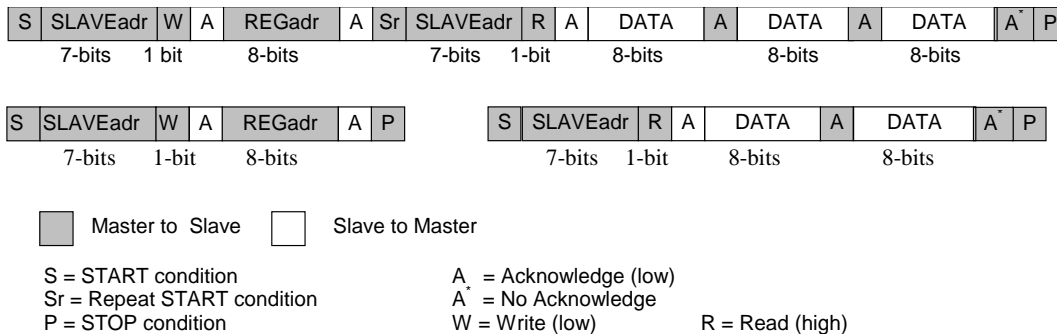 S SLAVEadr W A REGadr A Sr SLAVEadr R A DATA A DATA A DATA A* P
7-bits 1 bit 8-bits 7-bits 1-bit 8-bits 8-bits 8-bits
S SLAVEadr W A REGadr A P S SLAVEadr R A DATA A DATA A* P
7-bits 1-bit 8-bits 7-bits 1-bit 8-bits 8-bits
Master to Slave Slave to Master
S = START condition A = Acknowledge (low)
Sr = Repeat START condition A* = No Acknowledge
P = STOP condition W = Write (low) R = Read (high)